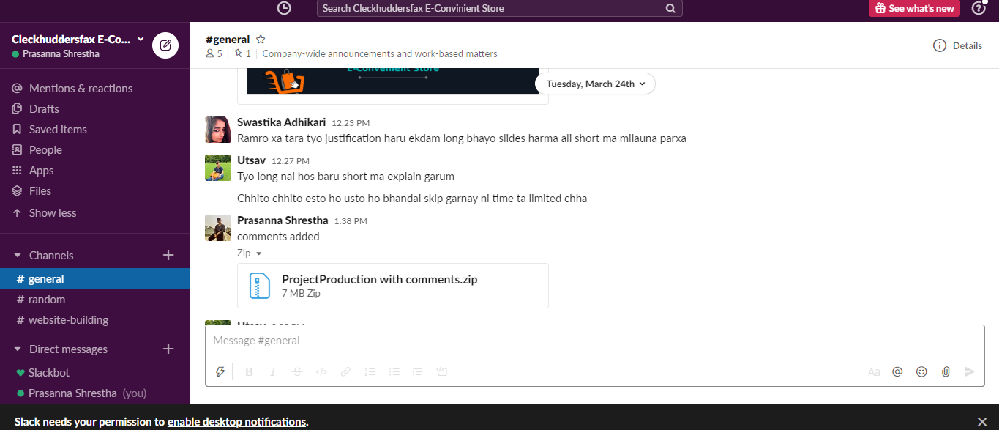 Search Cleckhuddersfax E-Convinient Store
See what's new
Cleckhuddersfax E-Co...
Prasanna Shrestha
Mentions & reactions
Drafts
Saved items
People
Apps
Files
Show less
Channels
# general
# random
# website-building
Direct messages
Slackbot
Prasanna Shrestha (you)
#general
5 | 1 | Company-wide announcements and work-based matters
Details
E-Convenient Store
Tuesday, March 24th
Swastika Adhikari 12:23 PM
Ramro xa tara tyo justification haru ekdam long bhayo slides harma ali short ma milauna parxa
Utsav 12:27 PM
Tyo long nai hos baru short ma explain garum
Chhito chhito esto ho usto ho bhandai skip garnay ni time ta limited chha
Prasanna Shrestha 1:38 PM
comments added
Zip
ProjectProduction with comments.zip
7 MB Zip
Utsav
Message #general
B I S </>
Aa @
Slack needs your permission to enable desktop notifications.